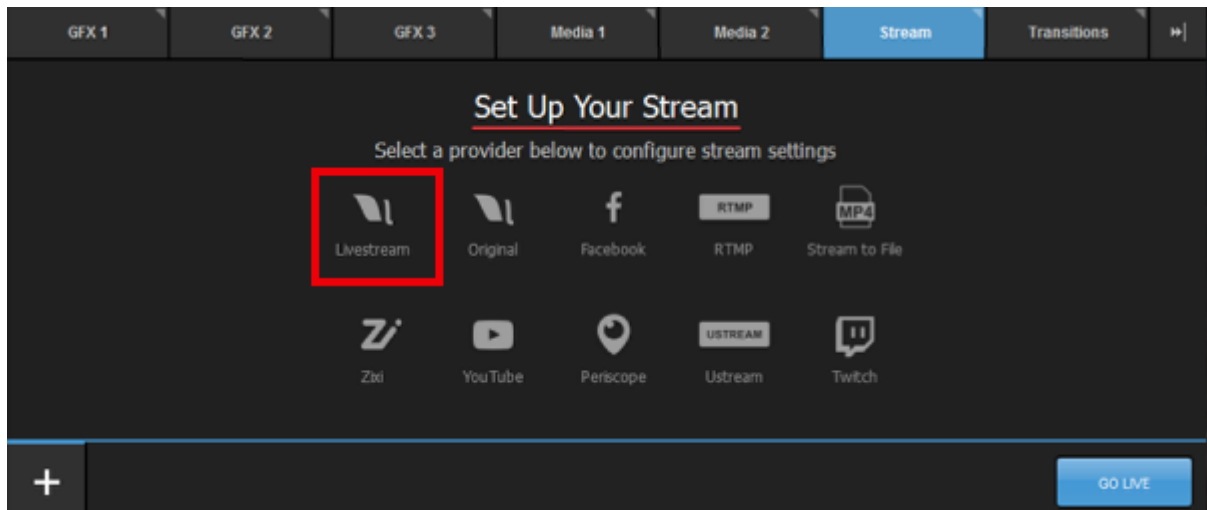 GFX 1 GFX 2 GFX 3 Media 1 Media 2 Stream Transitions
Set Up Your Stream
Select a provider below to configure stream settings
RTMP MP4
Livestream Original Facebook RTMP Stream to File
Zi USTREAM
Zixi YouTube Periscope Ustream Twitch
GO LIVE